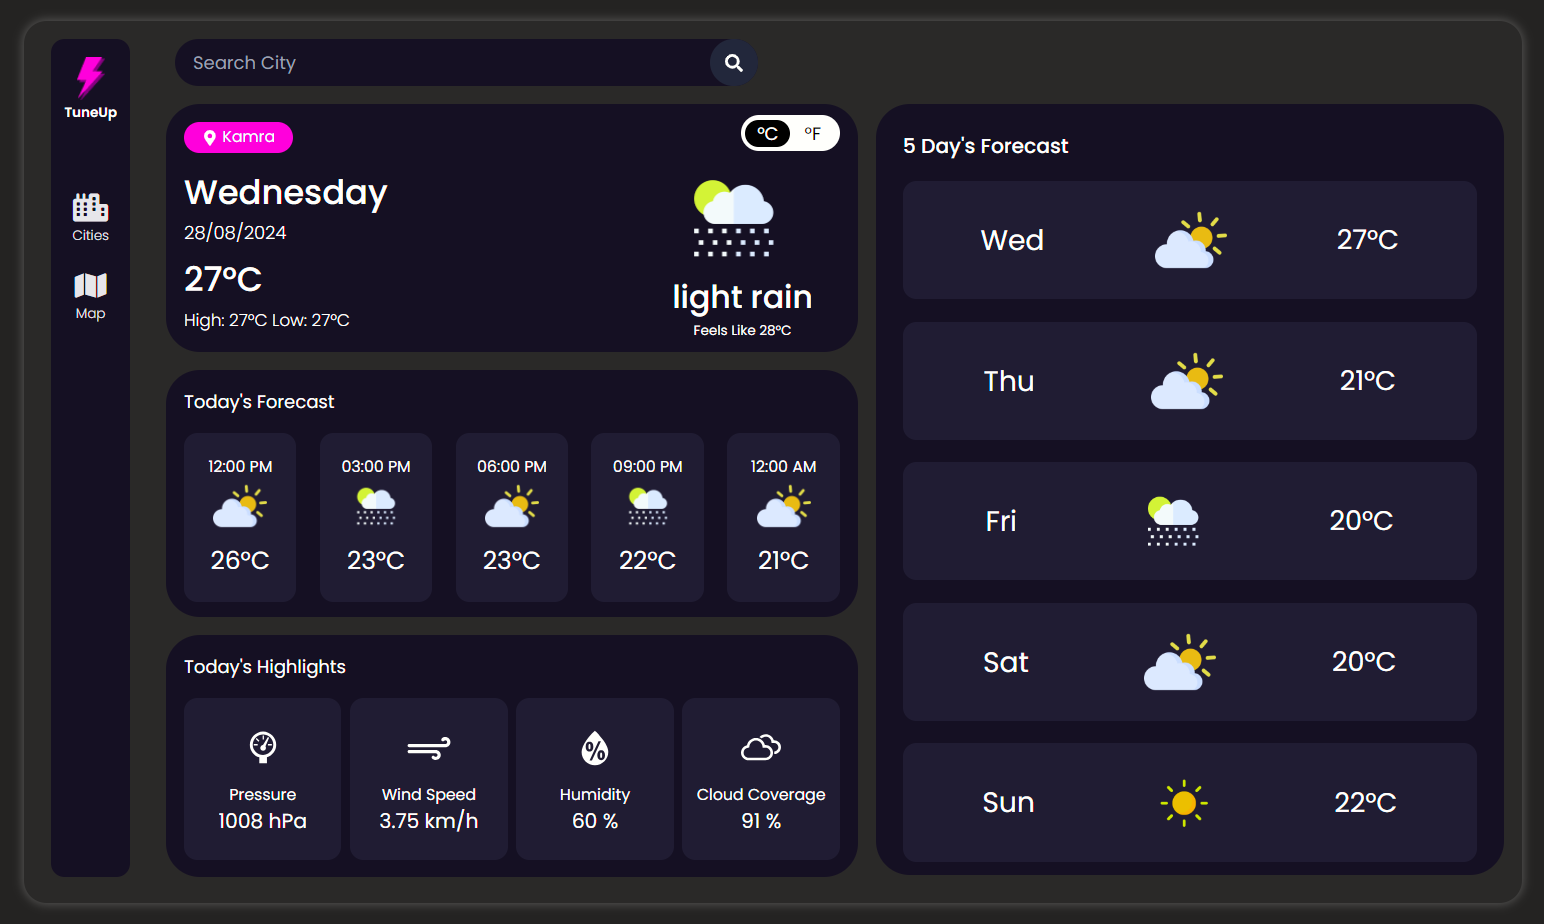 TuneUp
Cities
Map
Search City
Kamra
°C °F
Wednesday
28/08/2024
27°C
High: 27°C Low: 27°C
light rain
Feels Like 28°C
Today's Forecast
12:00 PM
26°C
03:00 PM
23°C
06:00 PM
23°C
09:00 PM
22°C
12:00 AM
21°C
Today's Highlights
Pressure
1008 hPa
Wind Speed
3.75 km/h
%
Humidity
60 %
Cloud Coverage
91 %
5 Day's Forecast
Wed 27°C
Thu 21°C
Fri 20°C
Sat 20°C
Sun 22°C